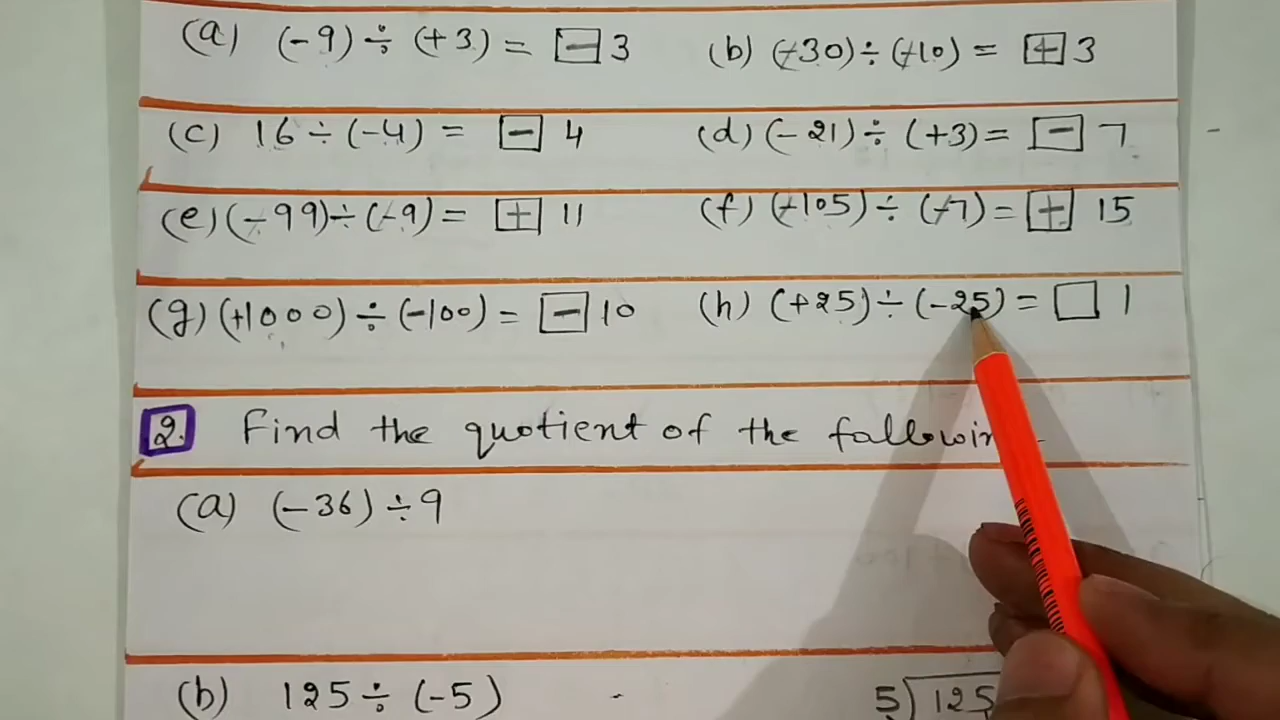 (a) (-9) ÷ (+3) = - 3 (b) (-30) ÷ (-10) = + 3
(c) 16 ÷ (-4) = - 4 (d) (-21) ÷ (+3) = - 7
(e) (-99) ÷ (-9) = + 11 (f) (-105) ÷ (-7) = + 15
(g) (+1000) ÷ (-100) = - 10 (h) (+25) ÷ (-25) = □ 1
2. Find the quotient of the
(a) (-36) ÷ 9
(b) 125 ÷ (-5) 5)125